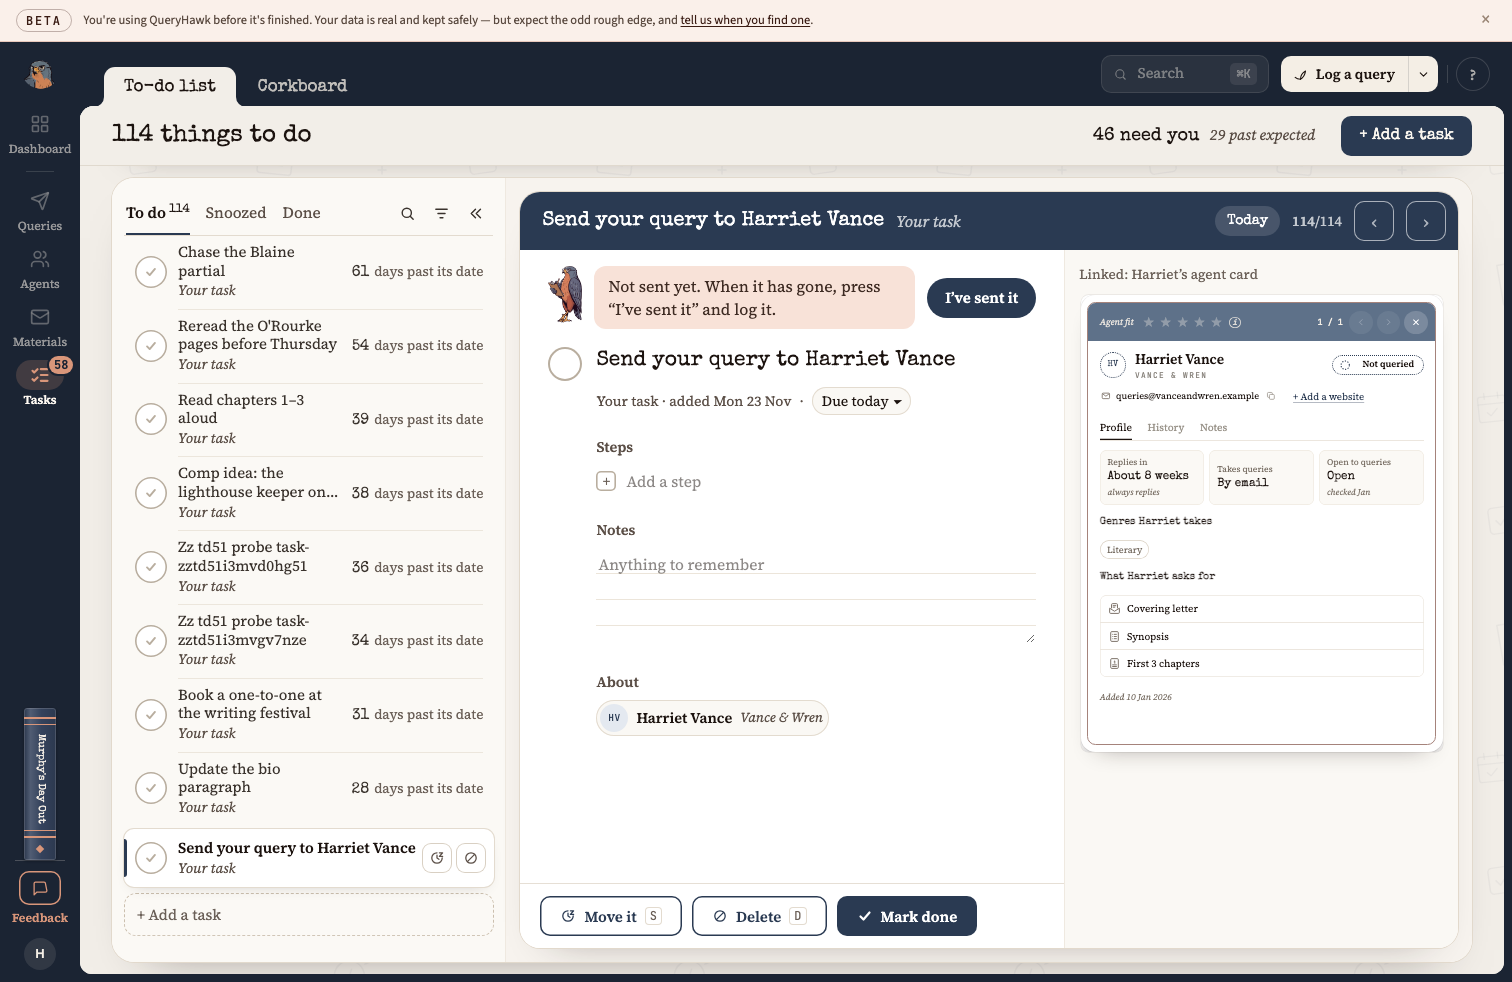 BETA
You're using QueryHawk before it's finished. Your data is real and kept safely — but expect the odd rough edge, and tell us when you find one.
×
To-do list
Corkboard
Search
⌘K
Log a query
?
Dashboard
Queries
Agents
Materials
58
Tasks
Murphy's Day Out
Feedback
H
114 things to do
46 need you
29 past expected
+ Add a task
To do 114
Snoozed
Done
Chase the Blaine
partial
Your task
61 days past its date
Reread the O'Rourke
pages before Thursday
Your task
54 days past its date
Read chapters 1–3
aloud
Your task
39 days past its date
Comp idea: the
lighthouse keeper on...
Your task
38 days past its date
Zz td51 probe task-
zztd51i3mvd0hg51
Your task
36 days past its date
Zz td51 probe task-
zztd51i3mvgv7nze
Your task
34 days past its date
Book a one-to-one at
the writing festival
Your task
31 days past its date
Update the bio
paragraph
Your task
28 days past its date
Send your query to Harriet Vance
Your task
+ Add a task
Send your query to Harriet Vance
Your task
Today
114/114
Not sent yet. When it has gone, press
“I’ve sent it” and log it.
I’ve sent it
Send your query to Harriet Vance
Your task · added Mon 23 Nov ·
Due today
Steps
Add a step
Notes
Anything to remember
About
HV
Harriet Vance
Vance & Wren
Move it S
Delete D
Mark done
Linked: Harriet’s agent card
Agent fit
1 / 1
HV
Harriet Vance
VANCE & WREN
Not queried
queries@vanceandwren.example
+ Add a website
Profile
History
Notes
Replies in
About 8 weeks
always replies
Takes queries
By email
Open to queries
Open
checked Jan
Genres Harriet takes
Literary
What Harriet asks for
Covering letter
Synopsis
First 3 chapters
Added 10 Jan 2026